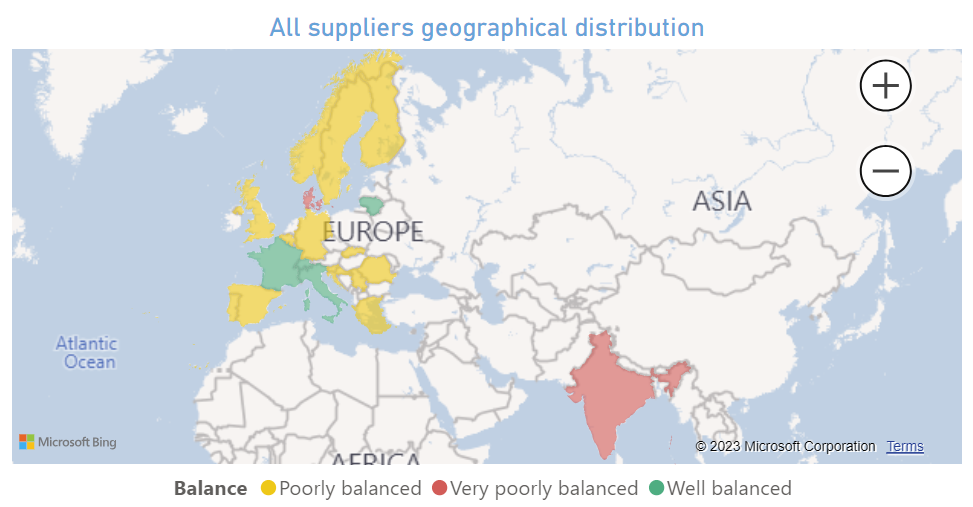 All suppliers geographical distribution
EUROPE
ASIA
Atlantic
Ocean
AFRICA
Microsoft Bing
© 2023 Microsoft Corporation Terms
Balance Poorly balanced Very poorly balanced Well balanced